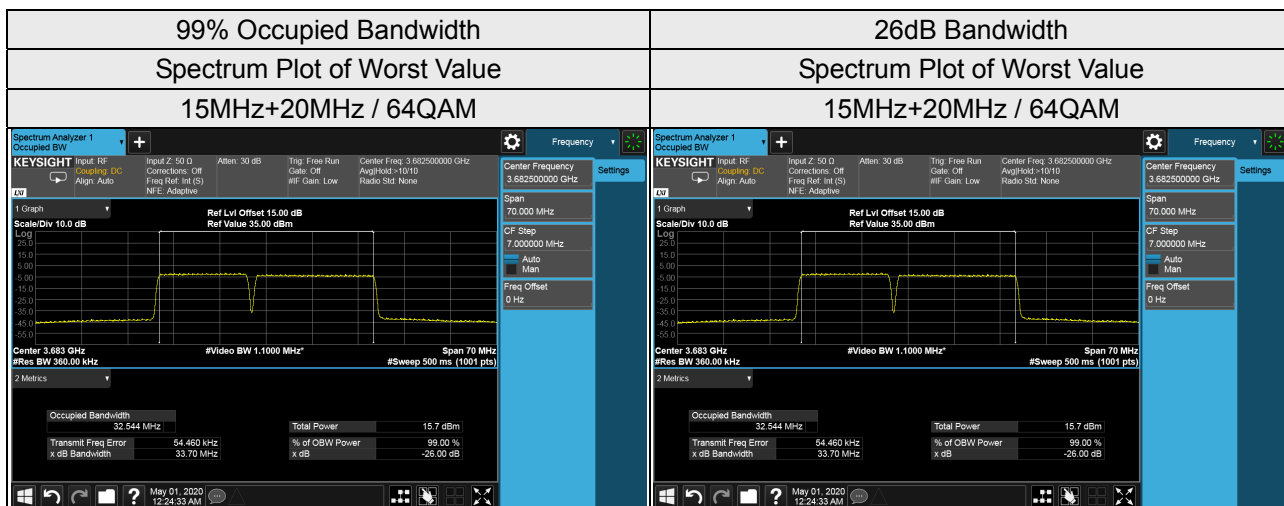 99% Occupied Bandwidth
Spectrum Plot of Worst Value
15MHz+20MHz / 64QAM
Spectrum Analyzer 1
Occupied BW
Frequency
KEYSIGHT
LXI
Input: RF
Coupling: DC
Align: Auto
Input Z: 50 Ω
Corrections: Off
Freq Ref: Int (S)
NFE: Adaptive
Atten: 30 dB
Trig: Free Run
Gate: Off
#IF Gain: Low
Center Freq: 3.682500000 GHz
Avg|Hold:>10/10
Radio Std: None
Center Frequency
3.682500000 GHz
Settings
Span
70.000 MHz
CF Step
7.000000 MHz
Auto
Man
Freq Offset
0 Hz
1 Graph
Scale/Div 10.0 dB
Ref Lvl Offset 15.00 dB
Ref Value 35.00 dBm
Log
25.0
15.0
5.00
-5.00
-15.0
-25.0
-35.0
-45.0
-55.0
Center 3.683 GHz
#Video BW 1.1000 MHz*
Span 70 MHz
#Res BW 360.00 kHz
#Sweep 500 ms (1001 pts)
2 Metrics
Occupied Bandwidth
32.544 MHz
Total Power 15.7 dBm
Transmit Freq Error 54.460 kHz
% of OBW Power 99.00 %
x dB Bandwidth 33.70 MHz
x dB -26.00 dB
May 01, 2020
12:24:33 AM
26dB Bandwidth
Spectrum Plot of Worst Value
15MHz+20MHz / 64QAM
Spectrum Analyzer 1
Occupied BW
Frequency
KEYSIGHT
LXI
Input: RF
Coupling: DC
Align: Auto
Input Z: 50 Ω
Corrections: Off
Freq Ref: Int (S)
NFE: Adaptive
Atten: 30 dB
Trig: Free Run
Gate: Off
#IF Gain: Low
Center Freq: 3.682500000 GHz
Avg|Hold:>10/10
Radio Std: None
Center Frequency
3.682500000 GHz
Settings
Span
70.000 MHz
CF Step
7.000000 MHz
Auto
Man
Freq Offset
0 Hz
1 Graph
Scale/Div 10.0 dB
Ref Lvl Offset 15.00 dB
Ref Value 35.00 dBm
Log
25.0
15.0
5.00
-5.00
-15.0
-25.0
-35.0
-45.0
-55.0
Center 3.683 GHz
#Video BW 1.1000 MHz*
Span 70 MHz
#Res BW 360.00 kHz
#Sweep 500 ms (1001 pts)
2 Metrics
Occupied Bandwidth
32.544 MHz
Total Power 15.7 dBm
Transmit Freq Error 54.460 kHz
% of OBW Power 99.00 %
x dB Bandwidth 33.70 MHz
x dB -26.00 dB
May 01, 2020
12:24:33 AM